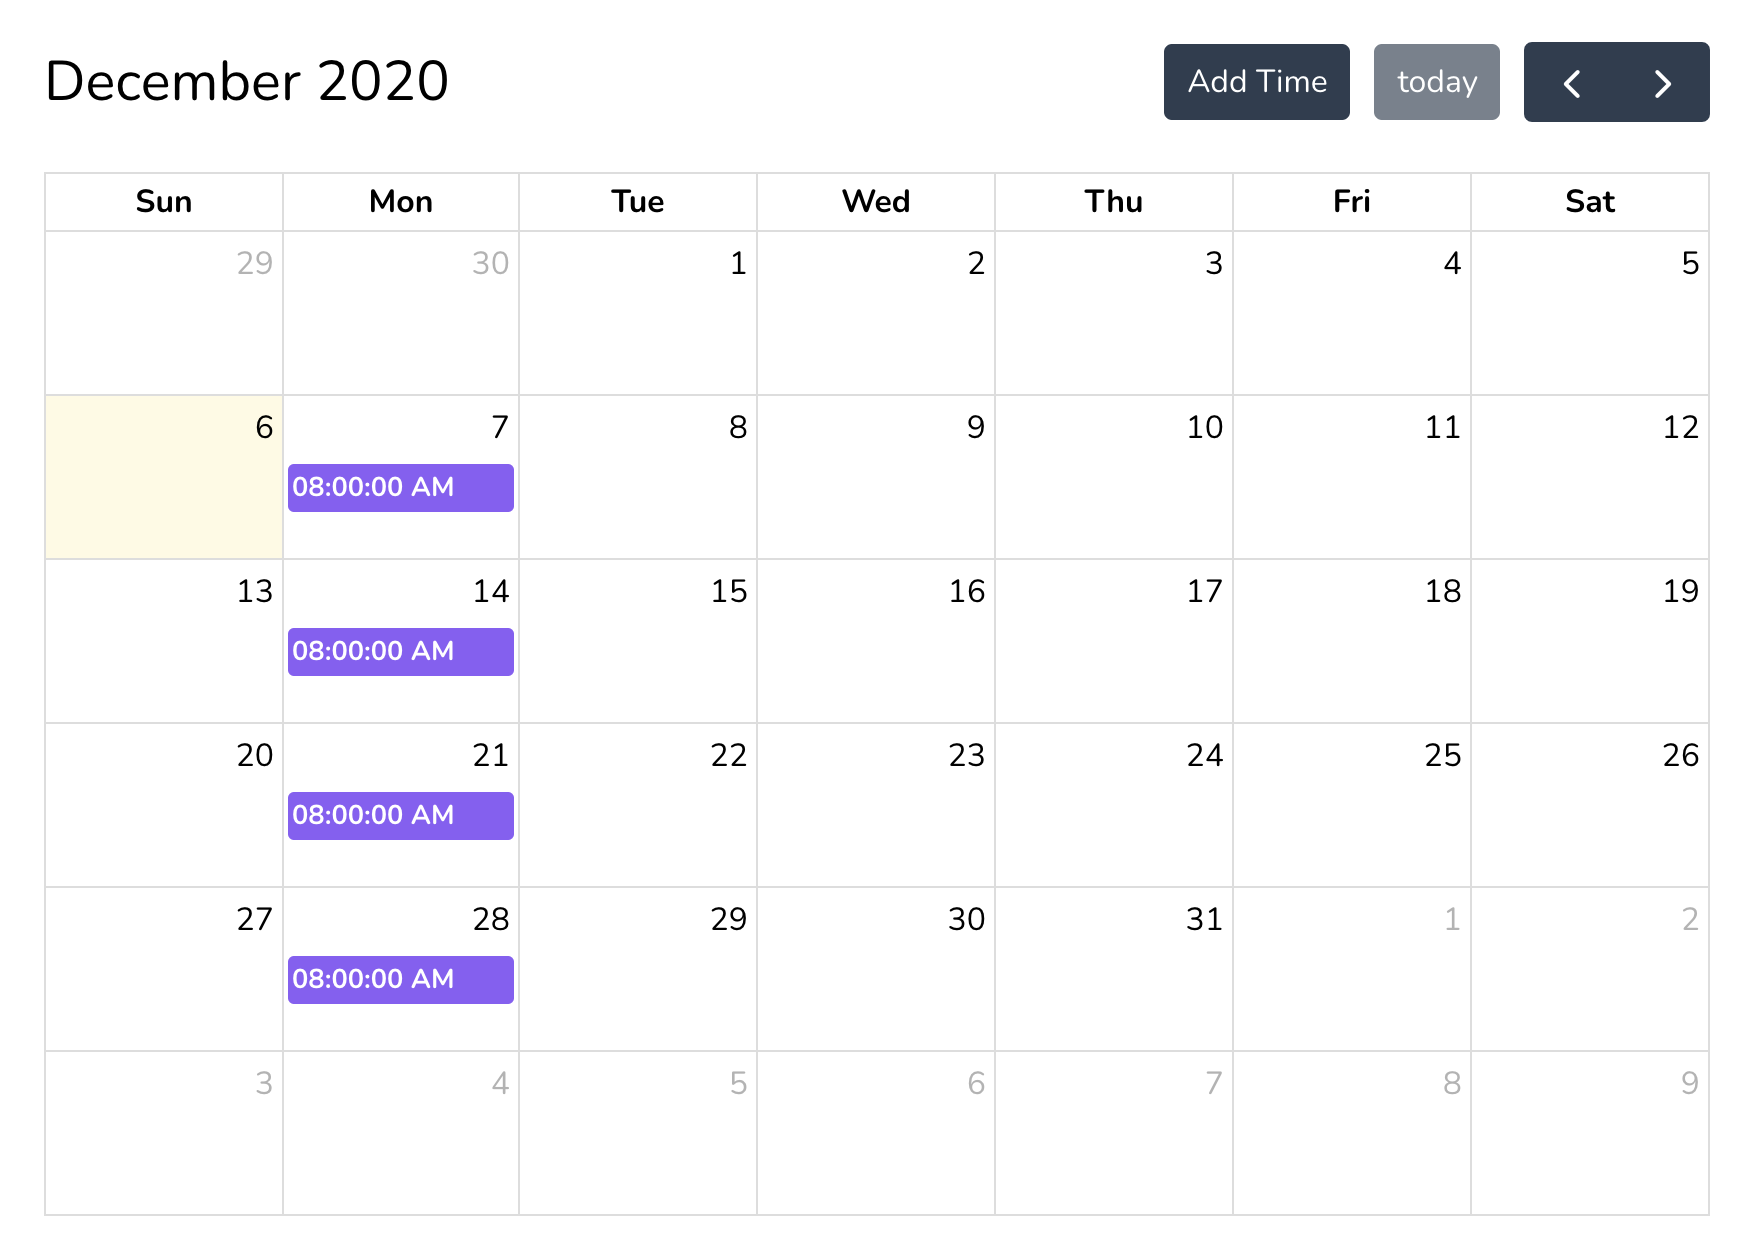 December 2020 Add Time today
Sun Mon Tue Wed Thu Fri Sat
29 30 1 2 3 4 5
6 7 8 9 10 11 12
08:00:00 AM
13 14 15 16 17 18 19
08:00:00 AM
20 21 22 23 24 25 26
08:00:00 AM
27 28 29 30 31 1 2
08:00:00 AM
3 4 5 6 7 8 9